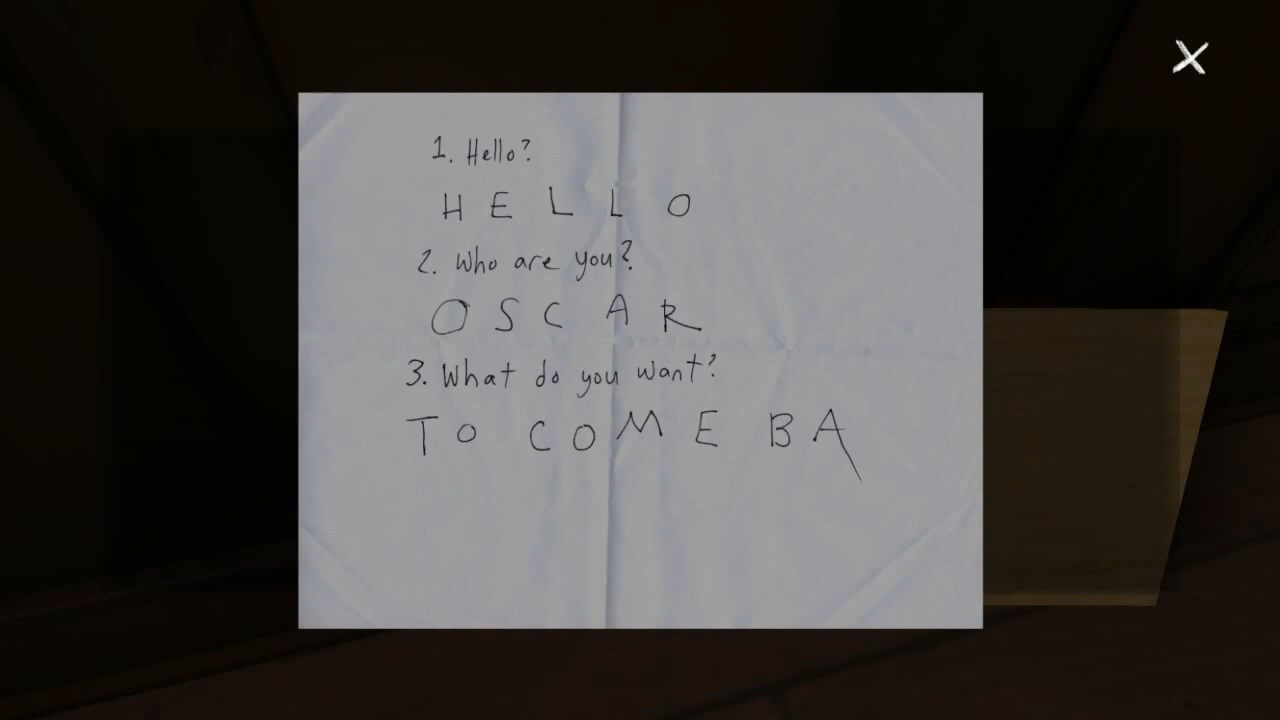 1. Hello?
H E L L O
2. Who are you?
O S C A R
3. What do you want?
T O C O M E B A